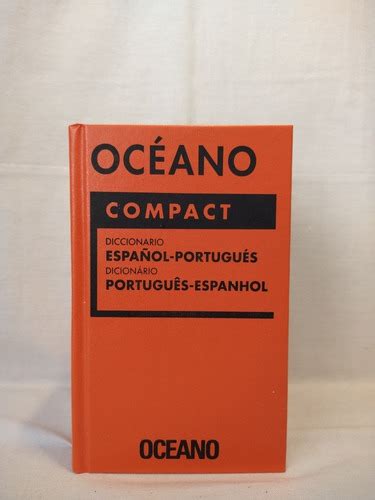 OCÉANO
COMPACT
DICCIONARIO
ESPAÑOL-PORTUGUÉS
DICIONÁRIO
PORTUGUÊS-ESPANHOL
OCEANO